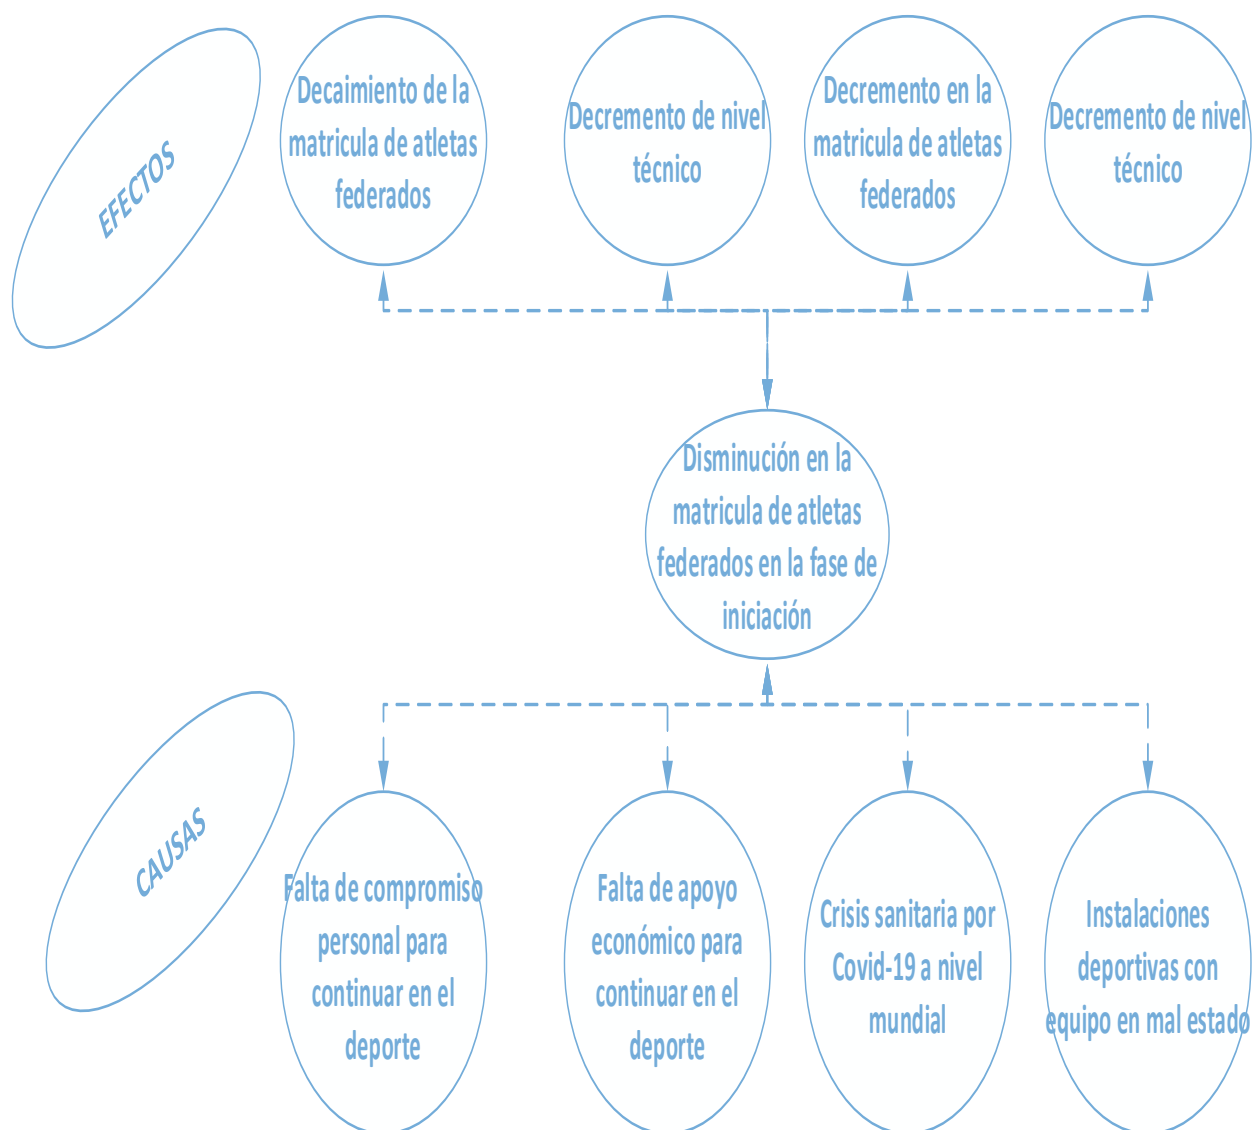 EFECTOS
Decaimiento de la
matricula de atletas
federados
Decremento de nivel
técnico
Decremento en la
matricula de atletas
federados
Decremento de nivel
técnico
Disminución en la
matricula de atletas
federados en la fase de
iniciación
CAUSAS
Falta de compromiso
personal para
continuar en el
deporte
Falta de apoyo
económico para
continuar en el
deporte
Crisis sanitaria por
Covid-19 a nivel
mundial
Instalaciones
deportivas con
equipo en mal estado